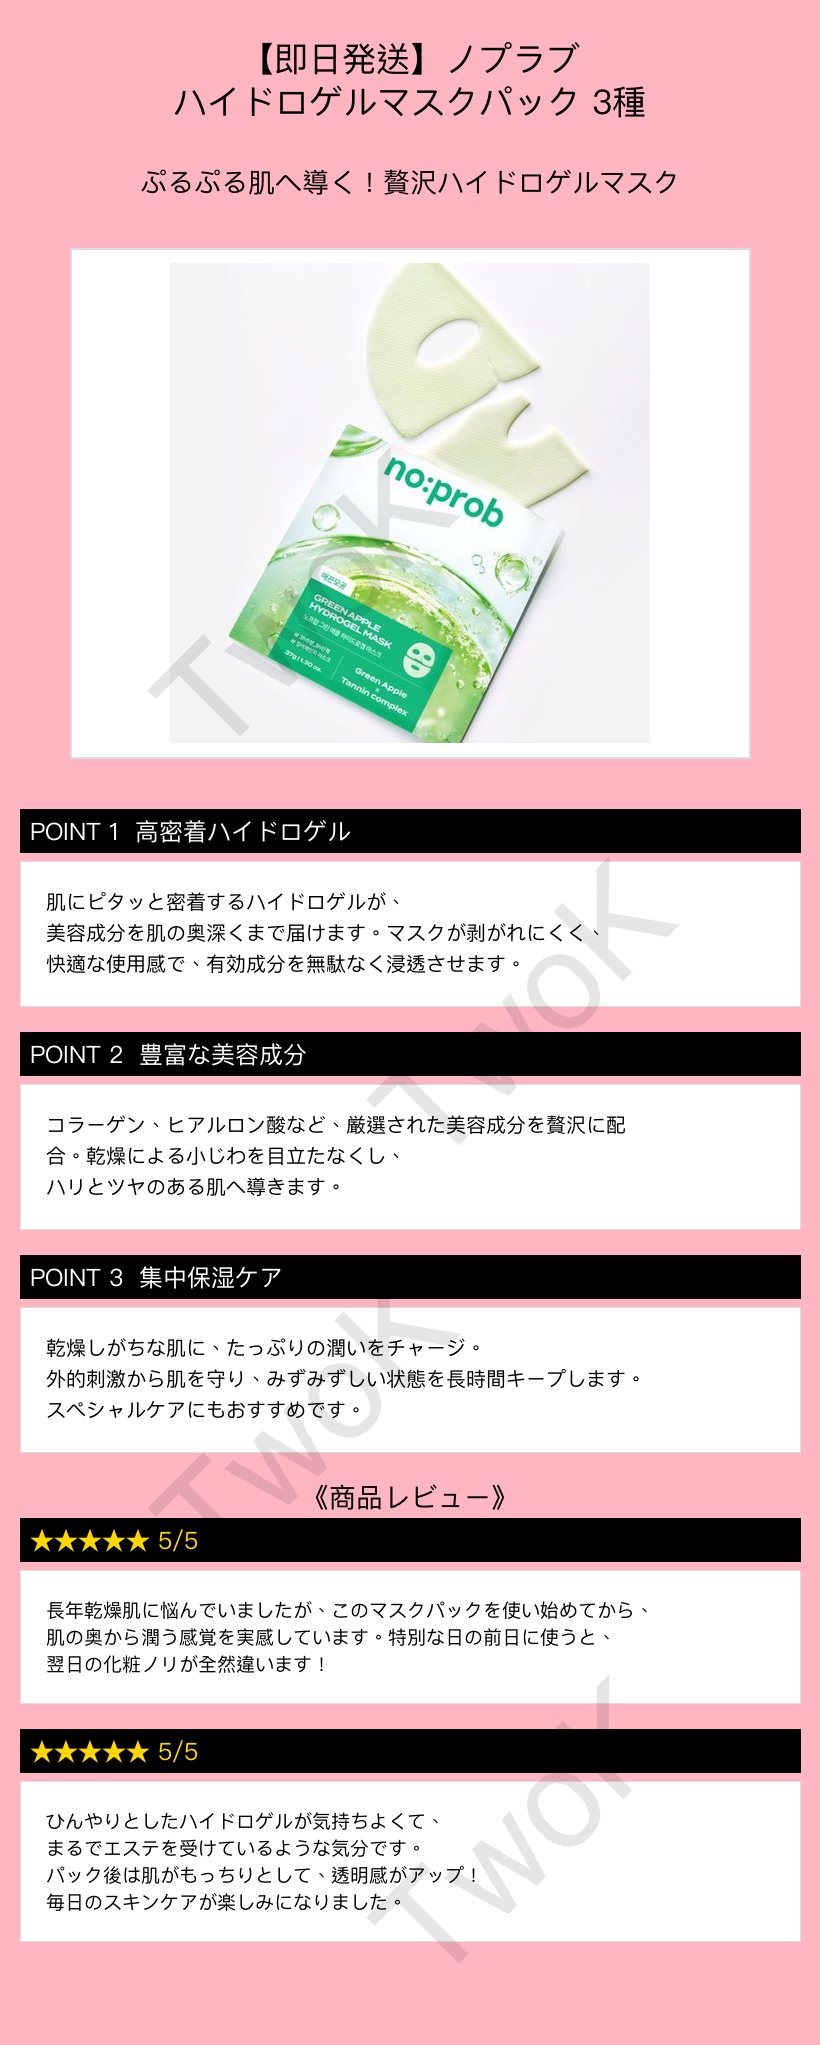 【即日発送】ノプラブ
ハイドロゲルマスクパック 3種
ぷるぷる肌へ導く！贅沢ハイドロゲルマスク
no:prob
매끈모공
GREEN APPLE
HYDROGEL MASK
노프랍 그린 애플 하이드로겔 마스크
37g | 1.30 oz.
Green Apple
x
Tannin complex
TwoK
POINT 1 高密着ハイドロゲル
肌にピタッと密着するハイドロゲルが、
美容成分を肌の奥深くまで届けます。マスクが剥がれにくく、
快適な使用感で、有効成分を無駄なく浸透させます。
TwoK
POINT 2 豊富な美容成分
コラーゲン、ヒアルロン酸など、厳選された美容成分を贅沢に配
合。乾燥による小じわを目立たなくし、
ハリとツヤのある肌へ導きます。
POINT 3 集中保湿ケア
乾燥しがちな肌に、たっぷりの潤いをチャージ。
外的刺激から肌を守り、みずみずしい状態を長時間キープします。
スペシャルケアにもおすすめです。
TwoK
《商品レビュー》
★★★★★ 5/5
長年乾燥肌に悩んでいましたが、このマスクパックを使い始めてから、
肌の奥から潤う感覚を実感しています。特別な日の前日に使うと、
翌日の化粧ノリが全然違います！
★★★★★ 5/5
ひんやりとしたハイドロゲルが気持ちよくて、
まるでエステを受けているような気分です。
パック後は肌がもっちりとして、透明感がアップ！
毎日のスキンケアが楽しみになりました。
TwoK